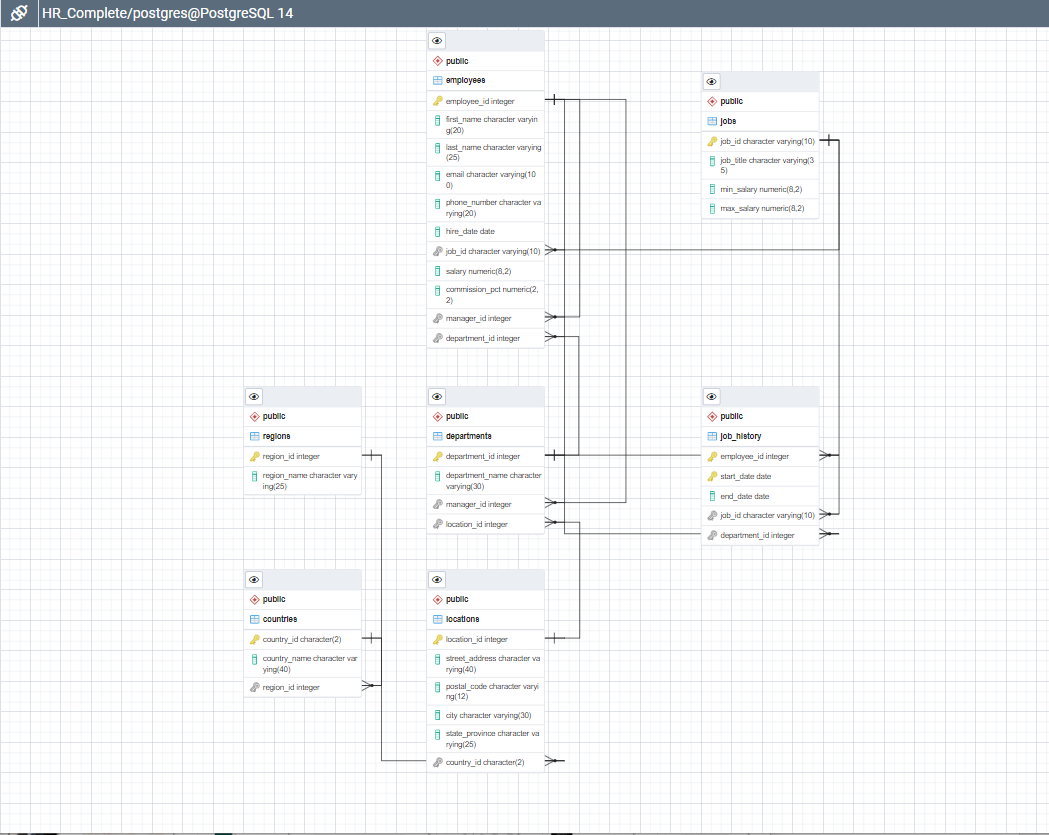 HR_Complete/postgres@PostgreSQL 14
public
employees
employee_id integer
first_name character varyin
g(20)
last_name character varying
(25)
email character varying(10
0)
phone_number character va
rying(20)
hire_date date
job_id character varying(10)
salary numeric(8,2)
commission_pct numeric(2,
2)
manager_id integer
department_id integer
public
jobs
job_id character varying(10)
job_title character varying(3
5)
min_salary numeric(8,2)
max_salary numeric(8,2)
public
regions
region_id integer
region_name character vary
ing(25)
public
departments
department_id integer
department_name character
varying(30)
manager_id integer
location_id integer
public
job_history
employee_id integer
start_date date
end_date date
job_id character varying(10)
department_id integer
public
countries
country_id character(2)
country_name character var
ying(40)
region_id integer
public
locations
location_id integer
street_address character va
rying(40)
postal_code character varyi
ng(12)
city character varying(30)
state_province character va
rying(25)
country_id character(2)